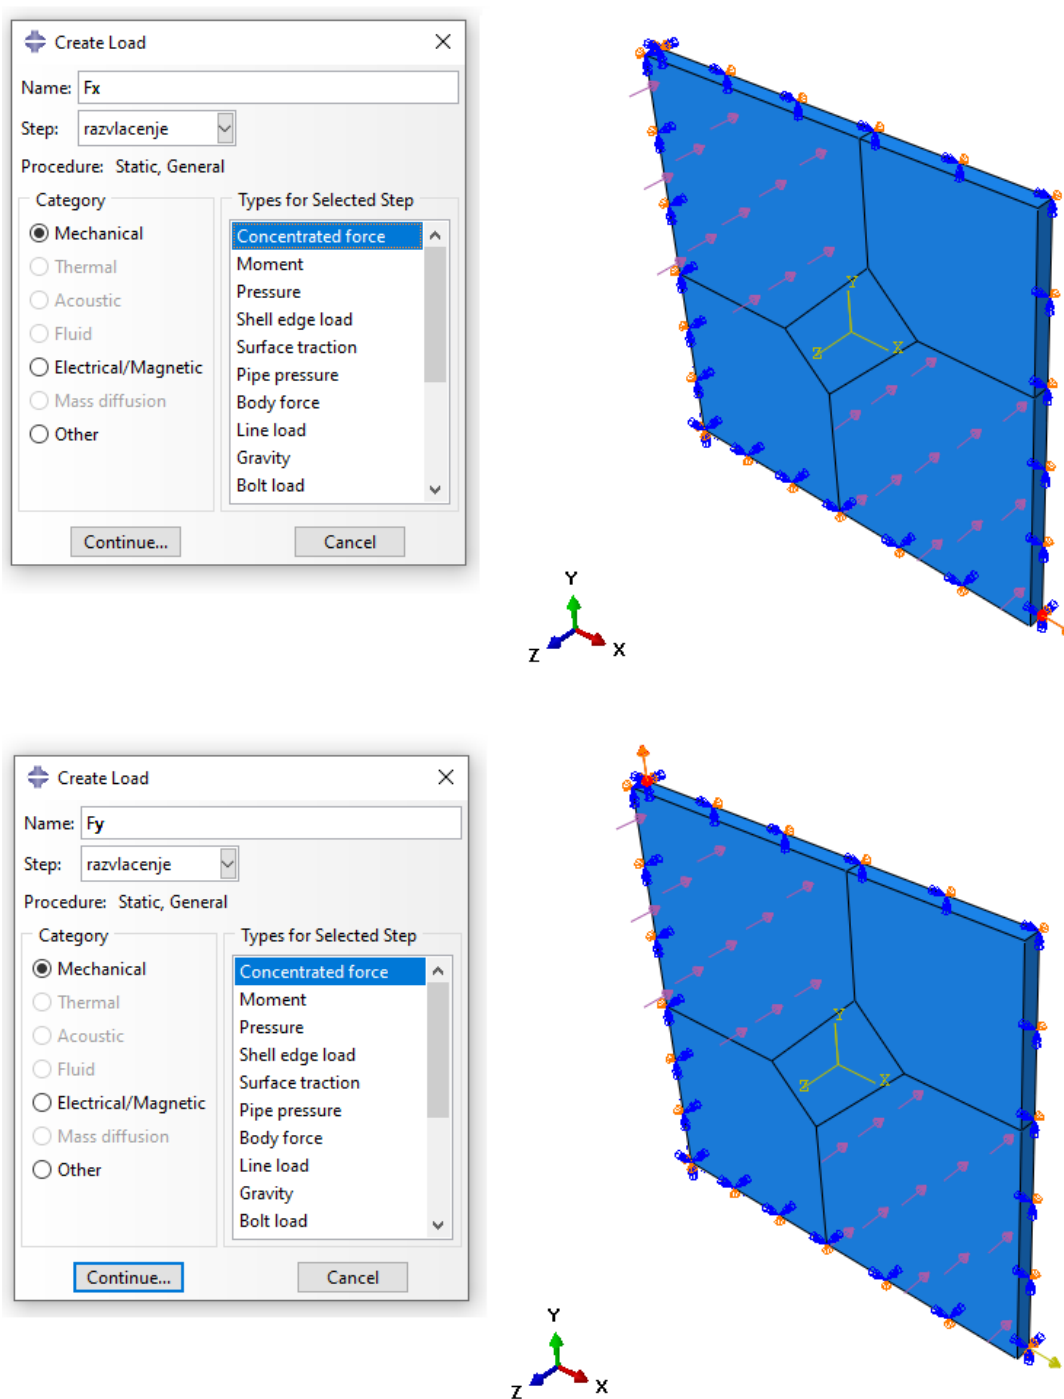 Create Load
Name: Fx
Step: razvlacenje
Procedure: Static, General
Category
Types for Selected Step
Mechanical
Thermal
Acoustic
Fluid
Electrical/Magnetic
Mass diffusion
Other
Concentrated force
Moment
Pressure
Shell edge load
Surface traction
Pipe pressure
Body force
Line load
Gravity
Bolt load
Continue...
Cancel
Y
Z
X
Y
Z
X
Create Load
Name: Fy
Step: razvlacenje
Procedure: Static, General
Category
Types for Selected Step
Mechanical
Thermal
Acoustic
Fluid
Electrical/Magnetic
Mass diffusion
Other
Concentrated force
Moment
Pressure
Shell edge load
Surface traction
Pipe pressure
Body force
Line load
Gravity
Bolt load
Continue...
Cancel
Y
Z
X
Y
Z
X